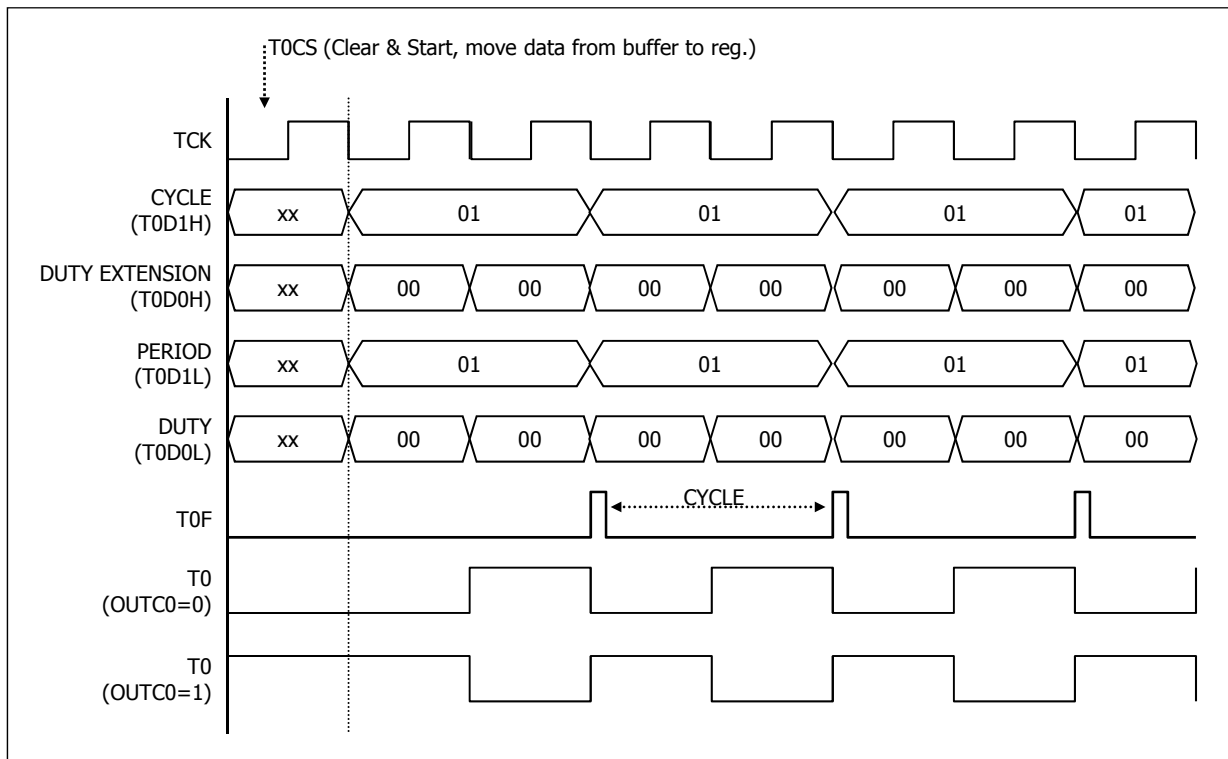 T0CS (Clear & Start, move data from buffer to reg.)
TCK
CYCLE
(T0D1H)
xx 01 01 01 01
DUTY EXTENSION
(T0D0H)
xx 00 00 00 00 00 00 00
PERIOD
(T0D1L)
xx 01 01 01 01
DUTY
(T0D0L)
xx 00 00 00 00 00 00 00
T0F
CYCLE
T0
(OUTC0=0)
T0
(OUTC0=1)